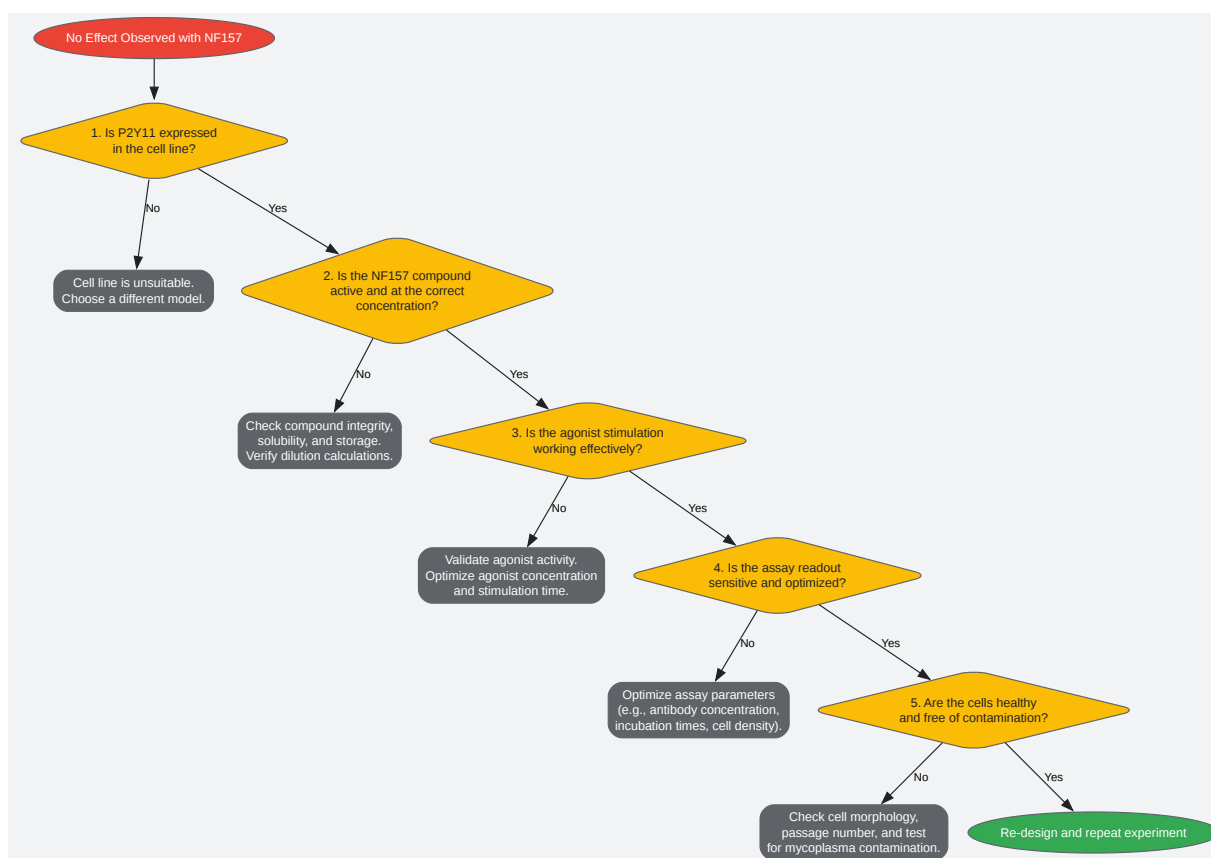 No Effect Observed with NF157
1. Is P2Y11 expressed
in the cell line?
No
Yes
Cell line is unsuitable.
Choose a different model.
2. Is the NF157 compound
active and at the correct
concentration?
No
Yes
Check compound integrity,
solubility, and storage.
Verify dilution calculations.
3. Is the agonist stimulation
working effectively?
No
Yes
Validate agonist activity.
Optimize agonist concentration
and stimulation time.
4. Is the assay readout
sensitive and optimized?
No
Yes
Optimize assay parameters
(e.g., antibody concentration,
incubation times, cell density).
5. Are the cells healthy
and free of contamination?
No
Yes
Check cell morphology,
passage number, and test
for mycoplasma contamination.
Re-design and repeat experiment